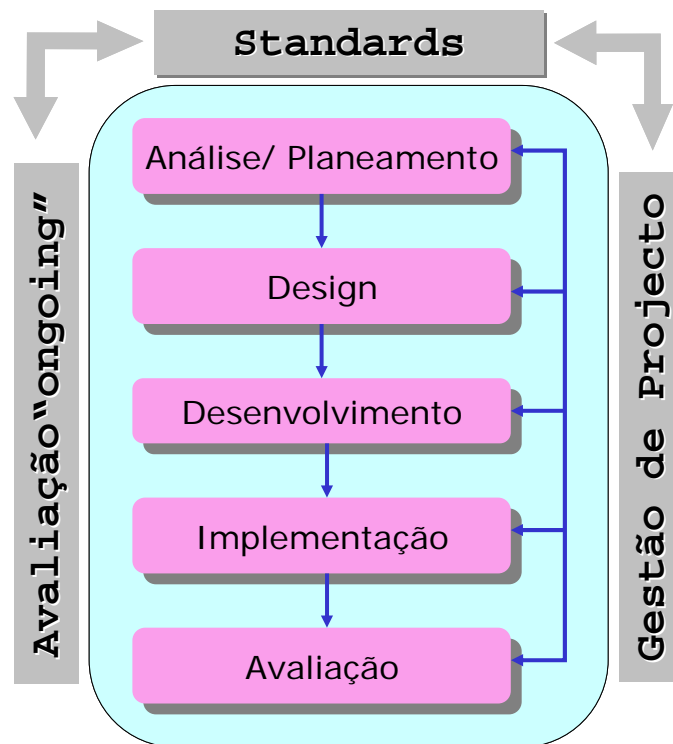 Standards
Análise/ Planeamento
Design
Desenvolvimento
Implementação
Avaliação
Avaliação“ongoing”
Gestão de Projecto